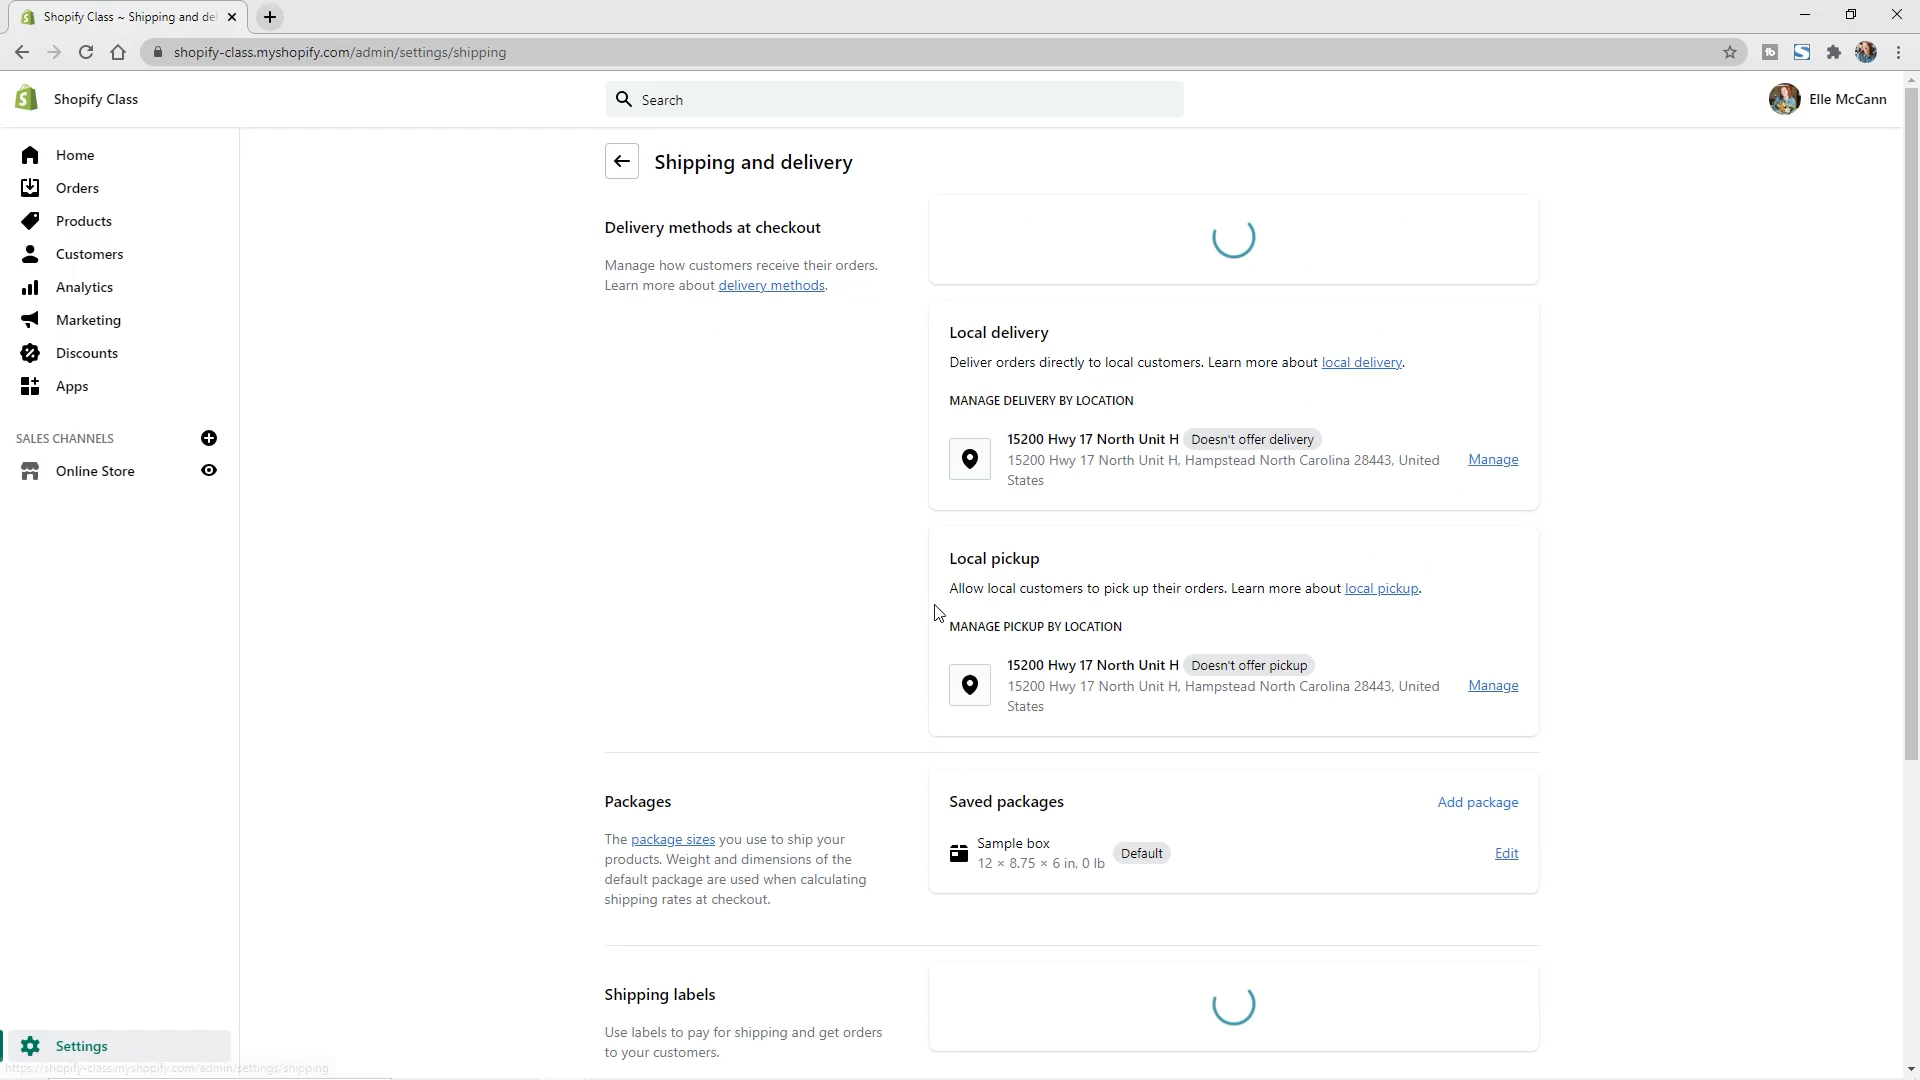 Shopify Class ~ Shipping and del
shopify-class.myshopify.com/admin/settings/shipping
Shopify Class
Search
Elle McCann
Home
Orders
Products
Customers
Analytics
Marketing
Discounts
Apps
SALES CHANNELS
Online Store
Settings
https://shopify-class.myshopify.com/admin/settings/shipping
Shipping and delivery
Delivery methods at checkout
Manage how customers receive their orders.
Learn more about delivery methods.
Local delivery
Deliver orders directly to local customers. Learn more about local delivery.
MANAGE DELIVERY BY LOCATION
15200 Hwy 17 North Unit H Doesn't offer delivery
15200 Hwy 17 North Unit H, Hampstead North Carolina 28443, United
States
Manage
Local pickup
Allow local customers to pick up their orders. Learn more about local pickup.
MANAGE PICKUP BY LOCATION
15200 Hwy 17 North Unit H Doesn't offer pickup
15200 Hwy 17 North Unit H, Hampstead North Carolina 28443, United
States
Manage
Packages
The package sizes you use to ship your
products. Weight and dimensions of the
default package are used when calculating
shipping rates at checkout.
Saved packages
Add package
Sample box
12 × 8.75 × 6 in, 0 lb
Default
Edit
Shipping labels
Use labels to pay for shipping and get orders
to your customers.